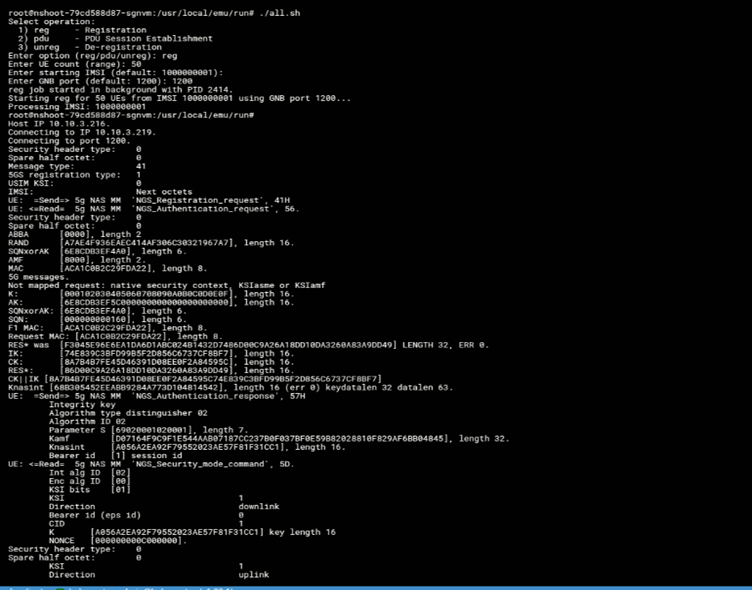 root@nshoot-79cd588d87-sgnvm:/usr/local/emu/run# ./all.sh
Select operation:
1) reg - Registration
2) pdu - PDU Session Establishment
3) unreg - De-registration
Enter option (reg/pdu/unreg): reg
Enter UE count (range): 50
Enter starting IMSI (default: 1000000001):
Enter GNB port (default: 1200): 1200
reg job started in background with PID 2414.
Starting reg for 50 UEs from IMSI 1000000001 using GNB port 1200...
Processing IMSI: 1000000001
root@nshoot-79cd588d87-sgnvm:/usr/local/emu/run#
Host IP 10.10.3.216.
Connecting to IP 10.10.3.219.
Connecting to port 1200.
Security header type: 0
Spare half octet: 0
Message type: 41
5GS registration type: 1
USIM KSI: 0
IMSI: Next octets
UE: =Send=> 5g NAS MM 'NGS_Registration_request', 41H
UE: <=Read= 5g NAS MM 'NGS_Authentication_request', 56.
Security header type: 0
Spare half octet: 0
ABBA [0000], length 2
RAND [A7AE4F936EAEC414AF306C30321967A7], length 16.
SQNxorAK [6E8CDB3EF4A0], length 6.
AMF [8000], length 2.
MAC [ACA1C0B2C29FDA22], length 8.
5G messages.
Not mapped request: native security context, KSIasme or KSIamf
K: [000102030405060708090A0B0C0D0E0F], length 16.
AK: [6E8CDB3EF5C000000000000000000000], length 16.
SQNxorAK: [6E8CDB3EF4A0], length 6.
SQN: [000000000160], length 6.
F1 MAC: [ACA1C0B2C29FDA22], length 8.
Request MAC: [ACA1C0B2C29FDA22], length 8.
RES* was [F3045E96E6EA1DA6D1ABC024B1432D7486D00C9A26A18DD10DA3260A83A9DD49] LENGTH 32, ERR 0.
IK: [74E839C3BFD99B5F2D856C6737CF8BF7], length 16.
CK: [8A7B4B7FE45D46391D08EE0F2A84595C], length 16.
RES*: [86D00C9A26A18DD10DA3260A83A9DD49], length 16.
CK||IK [8A7B4B7FE45D46391D08EE0F2A84595C74E839C3BFD99B5F2D856C6737CF8BF7]
Knasint [68B305452EEABB9284A773D104814542], length 16 (err 0) keydatalen 32 datalen 63.
UE: =Send=> 5g NAS MM 'NGS_Authentication_response', 57H
Integrity key
Algorithm type distinguisher 02
Algorithm ID 02
Parameter S [69020001020001], length 7.
Kamf [D07164F9C9F1E544AAB07187CC237B0F037BF0E59B82028810F829AF6BB04845], length 32.
Knasint [A056A2EA92F79552023AE57F81F31CC1], length 16.
Bearer id [1] session id
UE: <=Read= 5g NAS MM 'NGS_Security_mode_command', 5D.
Int alg ID [02]
Enc alg ID [00]
KSI bits [01]
KSI 1
Direction downlink
Bearer id (eps id) 0
CID 1
K [A056A2EA92F79552023AE57F81F31CC1] key length 16
NONCE [000000000C000000].
Security header type: 0
Spare half octet: 0
KSI 1
Direction uplink